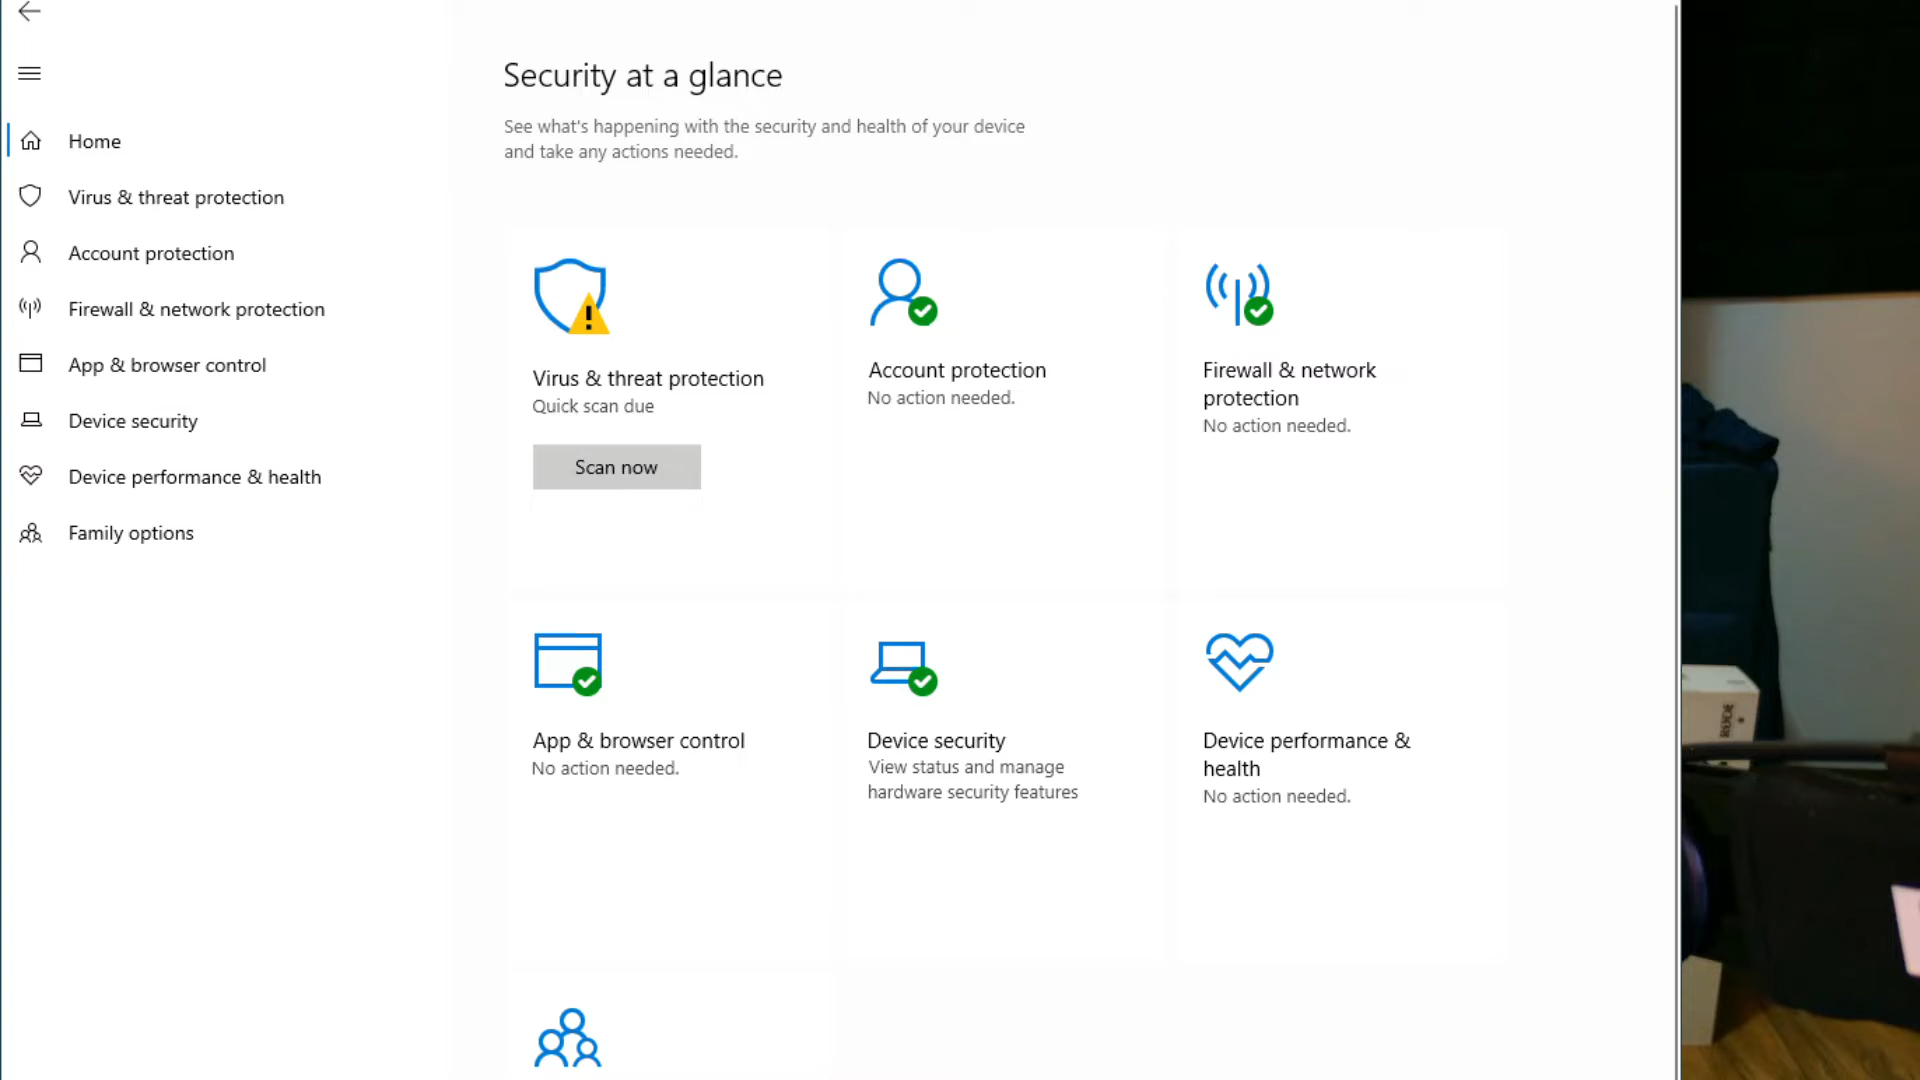 Security at a glance
See what's happening with the security and health of your device
and take any actions needed.
Home
Virus & threat protection
Account protection
Firewall & network protection
App & browser control
Device security
Device performance & health
Family options
Virus & threat protection
Quick scan due
Scan now
Account protection
No action needed.
Firewall & network
protection
No action needed.
App & browser control
No action needed.
Device security
View status and manage
hardware security features
Device performance &
health
No action needed.
RØDE